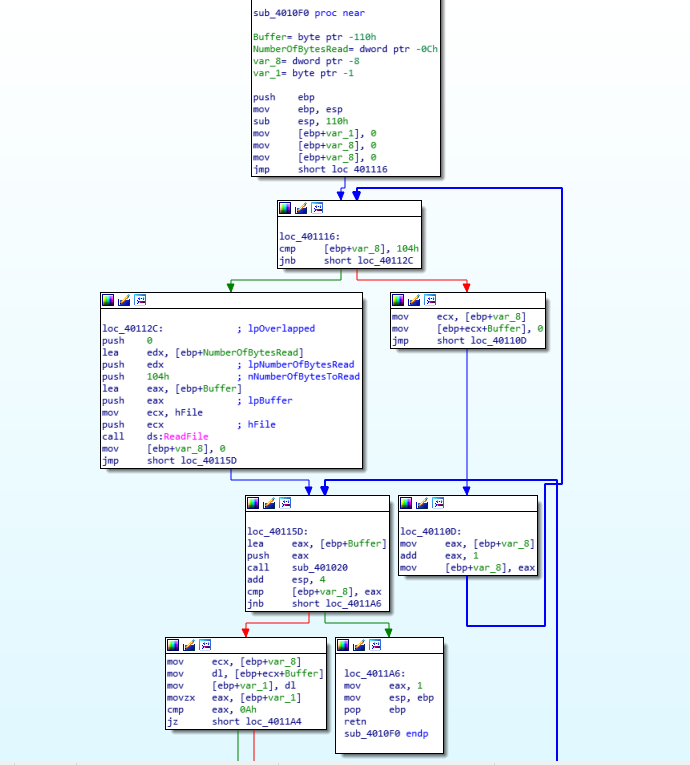 sub_4010F0 proc near
Buffer= byte ptr -110h
NumberOfBytesRead= dword ptr -0Ch
var_8= dword ptr -8
var_1= byte ptr -1
push    ebp
mov     ebp, esp
sub     esp, 110h
mov     [ebp+var_1], 0
mov     [ebp+var_8], 0
mov     [ebp+var_8], 0
jmp     short loc_401116
loc_401116:
cmp     [ebp+var_8], 104h
jnb     short loc_40112C
loc_40112C:             ; lpOverlapped
push    0
lea     edx, [ebp+NumberOfBytesRead]
push    edx             ; lpNumberOfBytesRead
push    104h            ; nNumberOfBytesToRead
lea     eax, [ebp+Buffer]
push    eax             ; lpBuffer
mov     ecx, hFile
push    ecx             ; hFile
call    ds:ReadFile
mov     [ebp+var_8], 0
jmp     short loc_40115D
mov     ecx, [ebp+var_8]
mov     [ebp+ecx+Buffer], 0
jmp     short loc_40110D
loc_40115D:
lea     eax, [ebp+Buffer]
push    eax
call    sub_401020
add     esp, 4
cmp     [ebp+var_8], eax
jnb     short loc_4011A6
loc_40110D:
mov     eax, [ebp+var_8]
add     eax, 1
mov     [ebp+var_8], eax
mov     ecx, [ebp+var_8]
mov     dl, [ebp+ecx+Buffer]
mov     [ebp+var_1], dl
movzx   eax, [ebp+var_1]
cmp     eax, 0Ah
jz      short loc_4011A4
loc_4011A6:
mov     eax, 1
mov     esp, ebp
pop     ebp
retn
sub_4010F0 endp